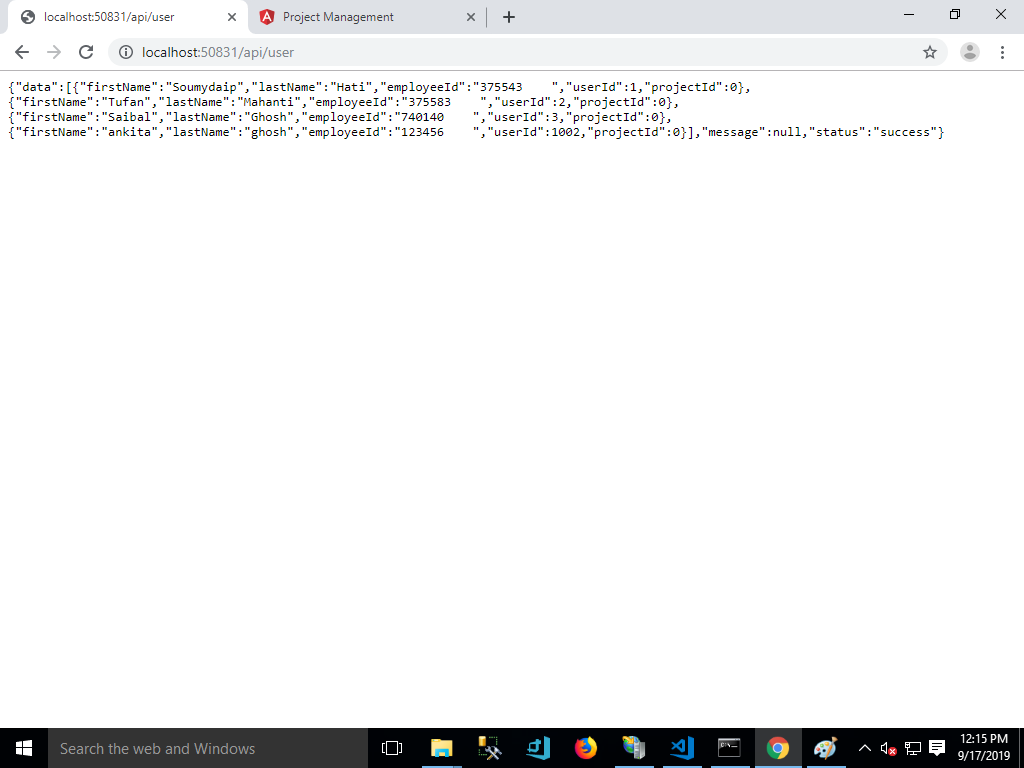 localhost:50831/api/user
Project Management
localhost:50831/api/user
{"data":[{"firstName":"Soumydaip","lastName":"Hati","employeeId":"375543    ","userId":1,"projectId":0},
{"firstName":"Tufan","lastName":"Mahanti","employeeId":"375583    ","userId":2,"projectId":0},
{"firstName":"Saibal","lastName":"Ghosh","employeeId":"740140    ","userId":3,"projectId":0},
{"firstName":"ankita","lastName":"ghosh","employeeId":"123456    ","userId":1002,"projectId":0}],"message":null,"status":"success"}
Search the web and Windows
12:15 PM
9/17/2019